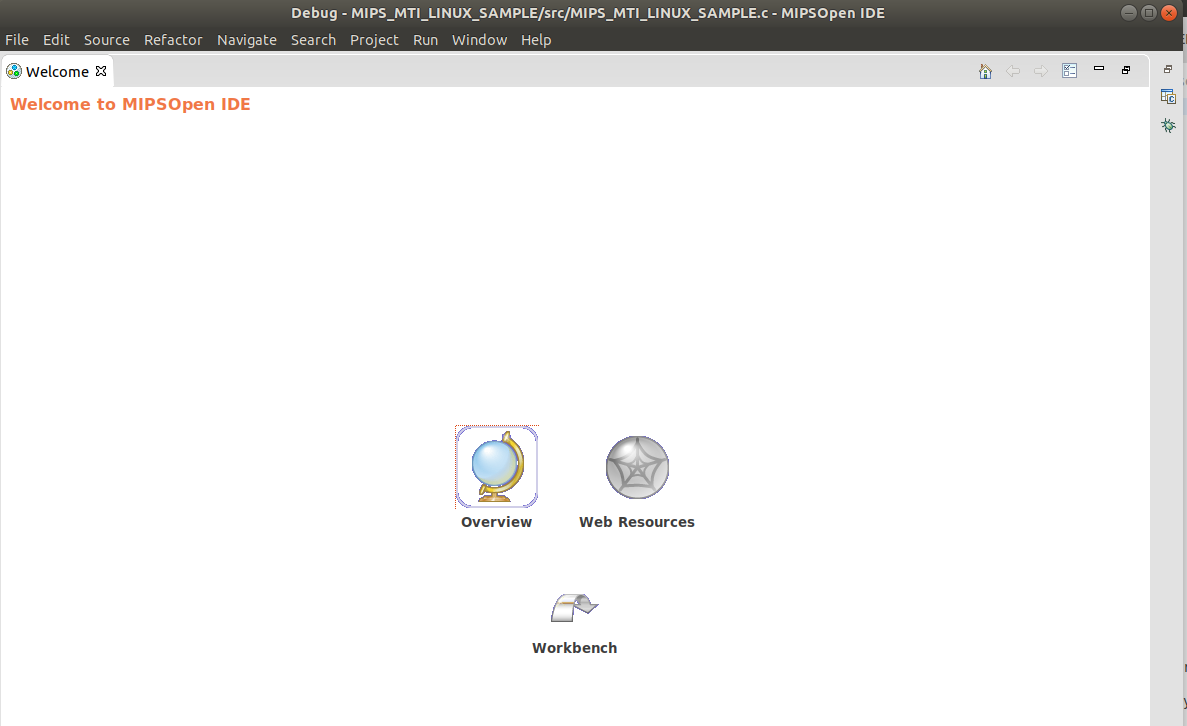 Debug - MIPS_MTI_LINUX_SAMPLE/src/MIPS_MTI_LINUX_SAMPLE.c - MIPSOpen IDE
File Edit Source Refactor Navigate Search Project Run Window Help
Welcome
Welcome to MIPSOpen IDE
Overview Web Resources
Workbench